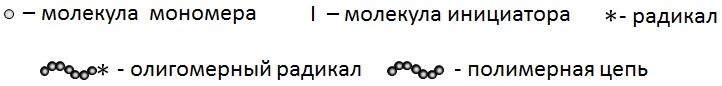 – молекула мономера I – молекула инициатора *- радикал
* - олигомерный радикал - полимерная цепь